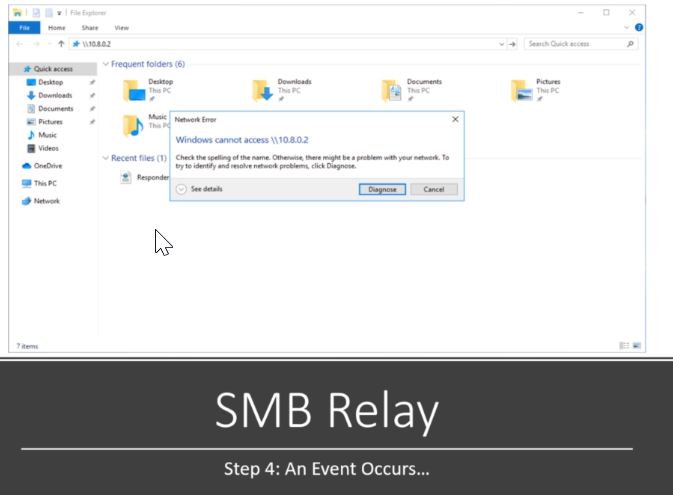 File Explorer
File Home Share View
\\10.8.0.2
Search Quick access
Quick access
Desktop
Downloads
Documents
Pictures
Music
Videos
OneDrive
This PC
Network
Frequent folders (6)
Desktop
This PC
Downloads
This PC
Documents
This PC
Pictures
This PC
Music
This PC
Recent files (1)
Responder
Network Error
Windows cannot access \\10.8.0.2
Check the spelling of the name. Otherwise, there might be a problem with your network. To
try to identify and resolve network problems, click Diagnose.
See details
Diagnose Cancel
7 items
SMB Relay
Step 4: An Event Occurs...